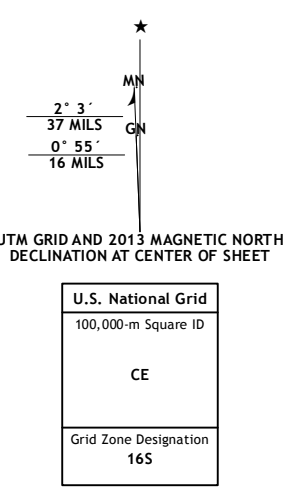 ★
MN
2° 3´
37 MILS
GN
0° 55´
16 MILS
UTM GRID AND 2013 MAGNETIC NORTH
DECLINATION AT CENTER OF SHEET
U.S. National Grid
100,000-m Square ID
CE
Grid Zone Designation
16S